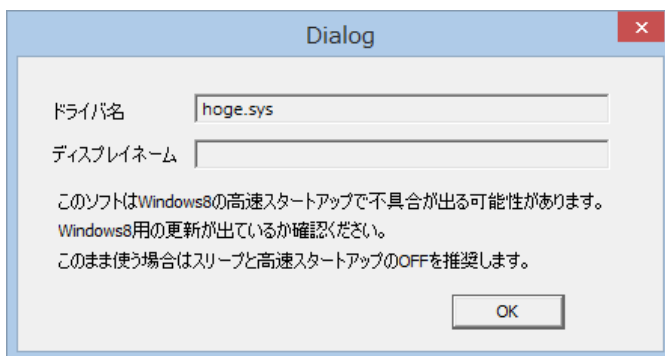 Dialog
ドライバ名 hoge.sys
ディスプレイネーム
このソフトはWindows8の高速スタートアップで不具合が出る可能性があります。
Windows8用の更新が出ているか確認ください。
このまま使う場合はスリープと高速スタートアップのOFFを推奨します。
OK